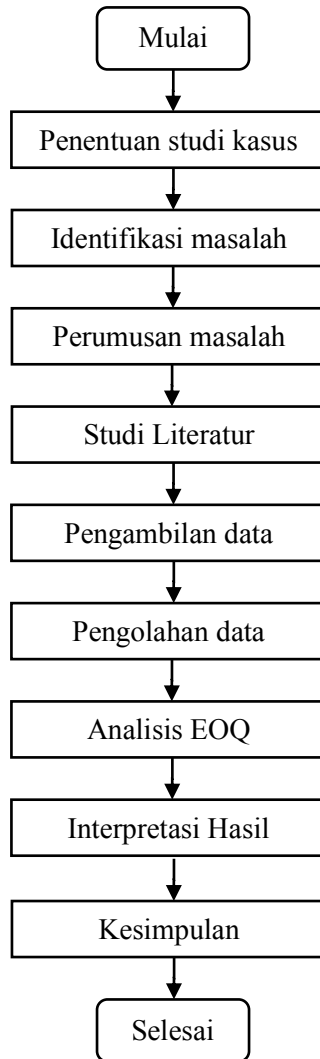 Mulai
Penentuan studi kasus
Identifikasi masalah
Perumusan masalah
Studi Literatur
Pengambilan data
Pengolahan data
Analisis EOQ
Interpretasi Hasil
Kesimpulan
Selesai